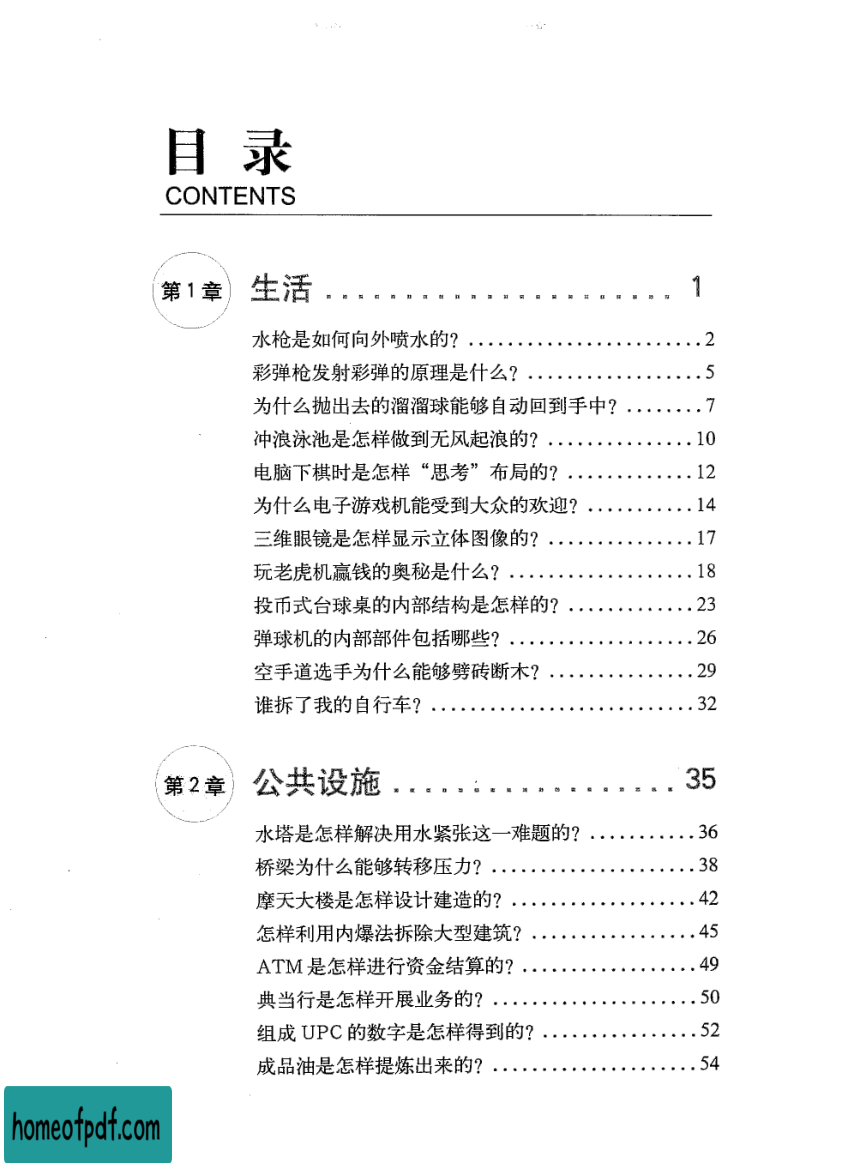 目 录
CONTENTS
第1章 生活 ...................... 1
水枪是如何向外喷水的? ........................2
彩弹枪发射彩弹的原理是什么? ..................5
为什么抛出去的溜溜球能够自动回到手中? ........7
冲浪泳池是怎样做到无风起浪的? ...............10
电脑下棋时是怎样“思考”布局的? .............12
为什么电子游戏机能受到大众的欢迎? ...........14
三维眼镜是怎样显示立体图像的? ...............17
玩老虎机赢钱的奥秘是什么? ...................18
投币式台球桌的内部结构是怎样的? .............23
弹球机的内部部件包括哪些? ...................26
空手道选手为什么能够劈砖断木? ...............29
谁拆了我的自行车? ...........................32
第2章 公共设施 .................. 35
水塔是怎样解决用水紧张这一难题的? ...........36
桥梁为什么能够转移压力? .....................38
摩天大楼是怎样设计建造的? ...................42
怎样利用内爆法拆除大型建筑? .................45
ATM 是怎样进行资金结算的? ..................49
典当行是怎样开展业务的? .....................50
组成 UPC 的数字是怎样得到的? ................52
成品油是怎样提炼出来的? .....................54
homeofpdf.com